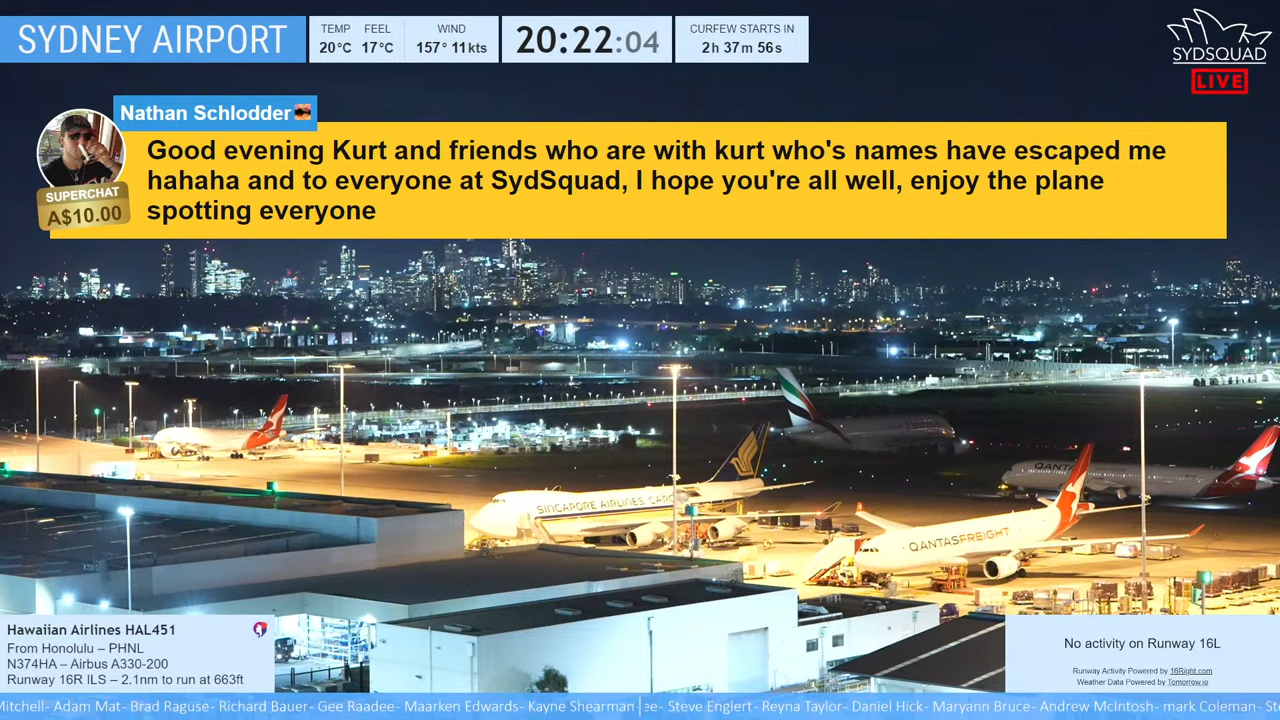 SYDNEY AIRPORT
TEMP FEEL WIND
20°C 17°C 157° 11kts
20:22:04
CURFEW STARTS IN
2h 37m 56s
SYDSQUAD
LIVE
Nathan Schlodder
Good evening Kurt and friends who are with kurt who's names have escaped me
hahaha and to everyone at SydSquad, I hope you're all well, enjoy the plane
spotting everyone
SUPERCHAT
A$10.00
SINGAPORE AIRLINES CARGO
QANTAS
QANTASFREIGHT
Hawaiian Airlines HAL451
From Honolulu – PHNL
N374HA – Airbus A330-200
Runway 16R ILS – 2.1nm to run at 663ft
No activity on Runway 16L
Runway Activity Powered by 16Right.com
Weather Data Powered by Tomorrow.io
Mitchell- Adam Mat- Brad Raguse- Richard Bauer- Gee Raadee- Maarken Edwards- Kayne Shearman- ee- Steve Englert- Reyna Taylor- Daniel Hick- Maryann Bruce- Andrew McIntosh- mark Coleman- St